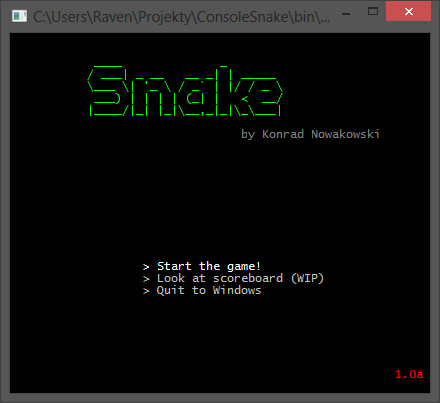 C:\Users\Raven\Projekty\ConsoleSnake\bin\...
Snake
by Konrad Nowakowski
> Start the game!
> Look at scoreboard (WIP)
> Quit to Windows
1.0a